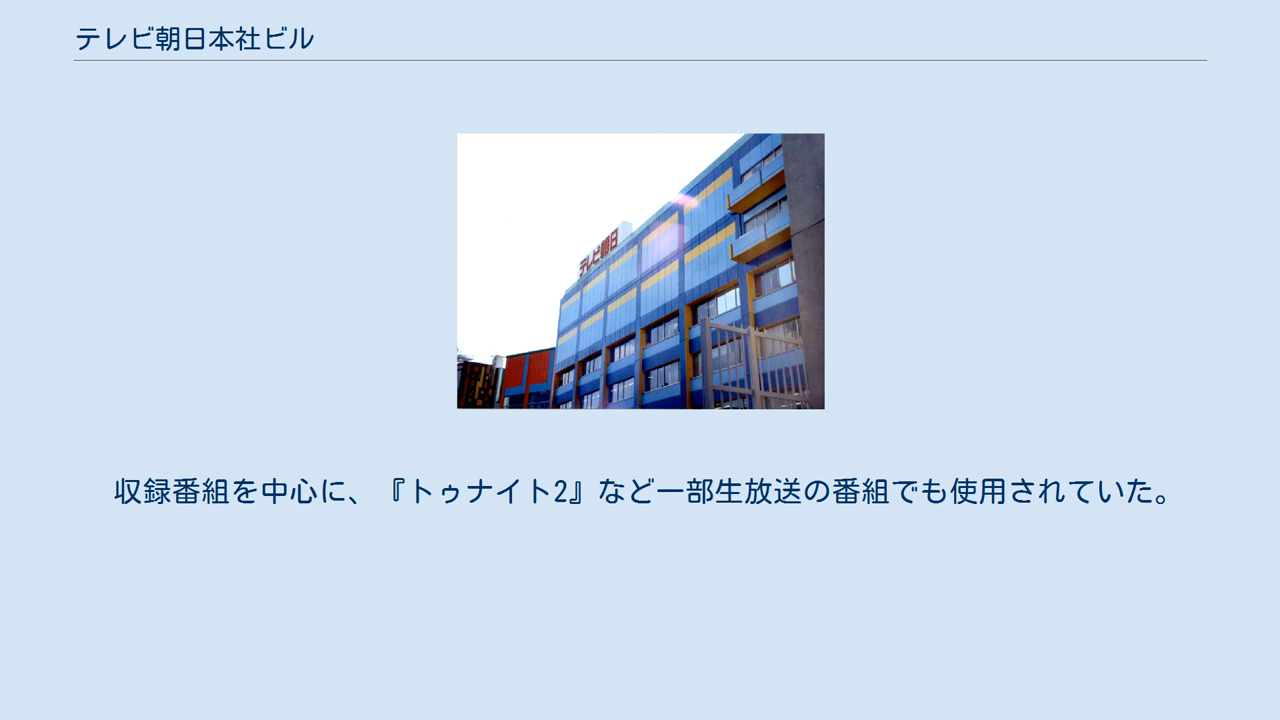 テレビ朝日本社ビル
テレビ朝日
収録番組を中心に、『トゥナイト2』など一部生放送の番組でも使用されていた。